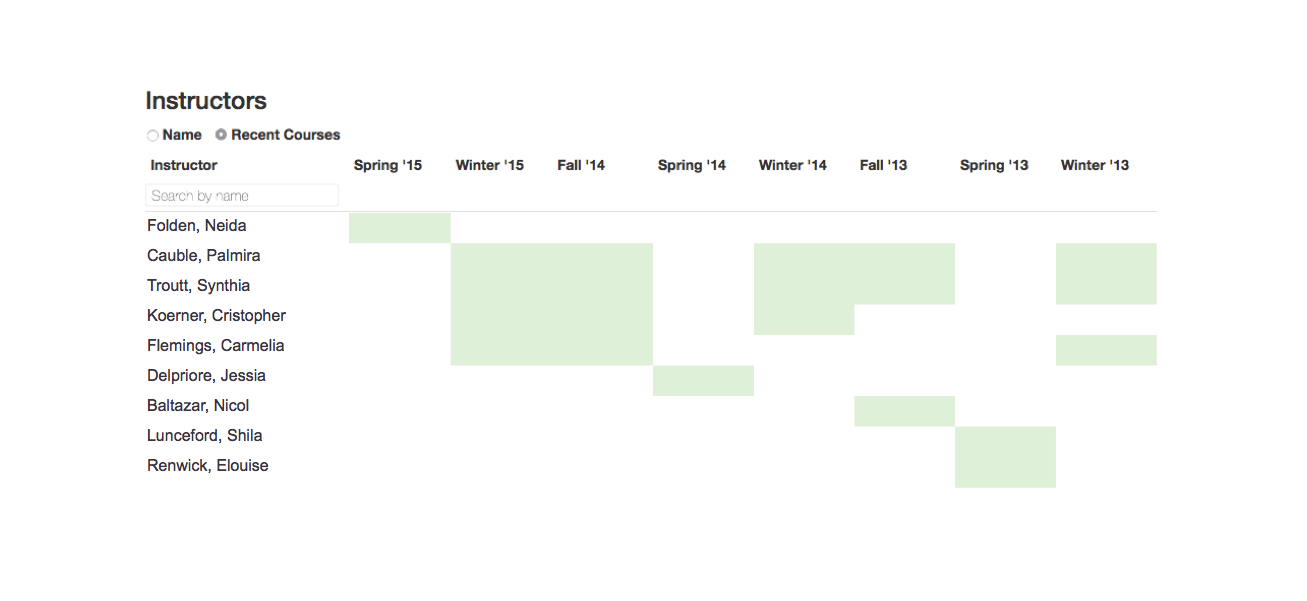 Instructors
Name Recent Courses
Instructor Spring '15 Winter '15 Fall '14 Spring '14 Winter '14 Fall '13 Spring '13 Winter '13
Search by name
Folden, Neida
Cauble, Palmira
Troutt, Synthia
Koerner, Cristopher
Flemings, Carmelia
Delpriore, Jessia
Baltazar, Nicol
Lunceford, Shila
Renwick, Elouise